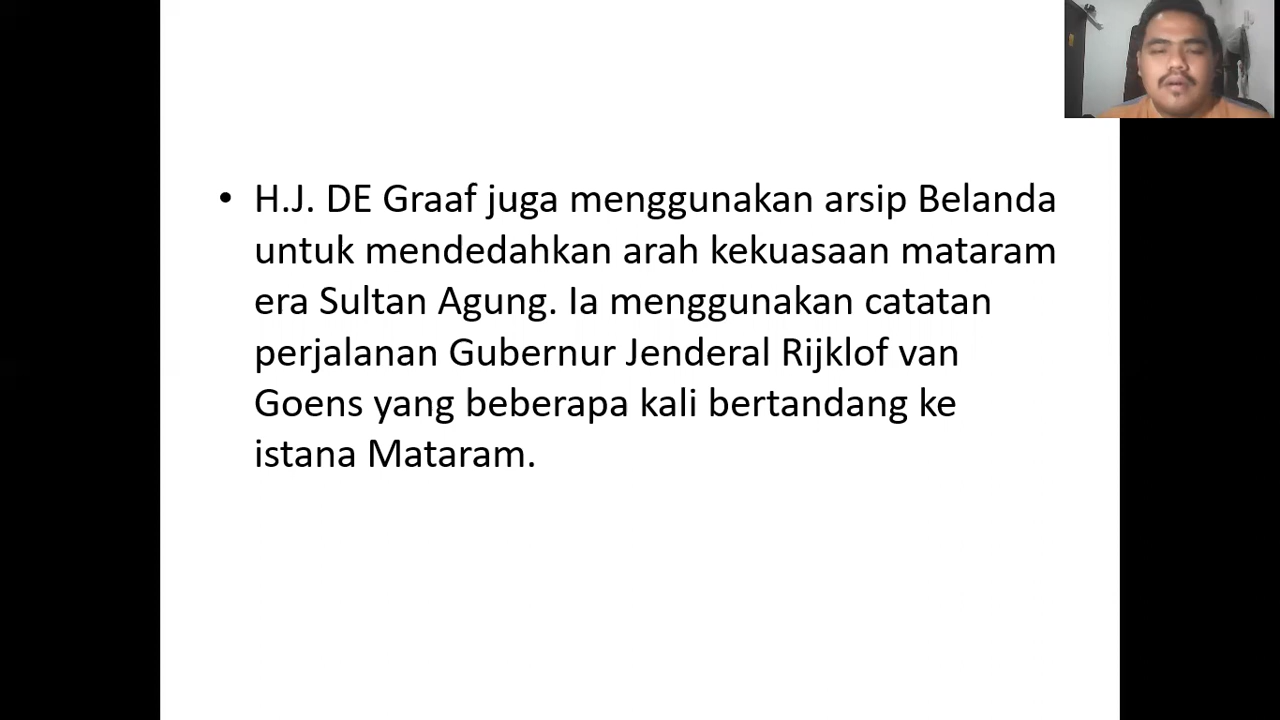 • H.J. DE Graaf juga menggunakan arsip Belanda
untuk mendedahkan arah kekuasaan mataram
era Sultan Agung. Ia menggunakan catatan
perjalanan Gubernur Jenderal Rijklof van
Goens yang beberapa kali bertandang ke
istana Mataram.